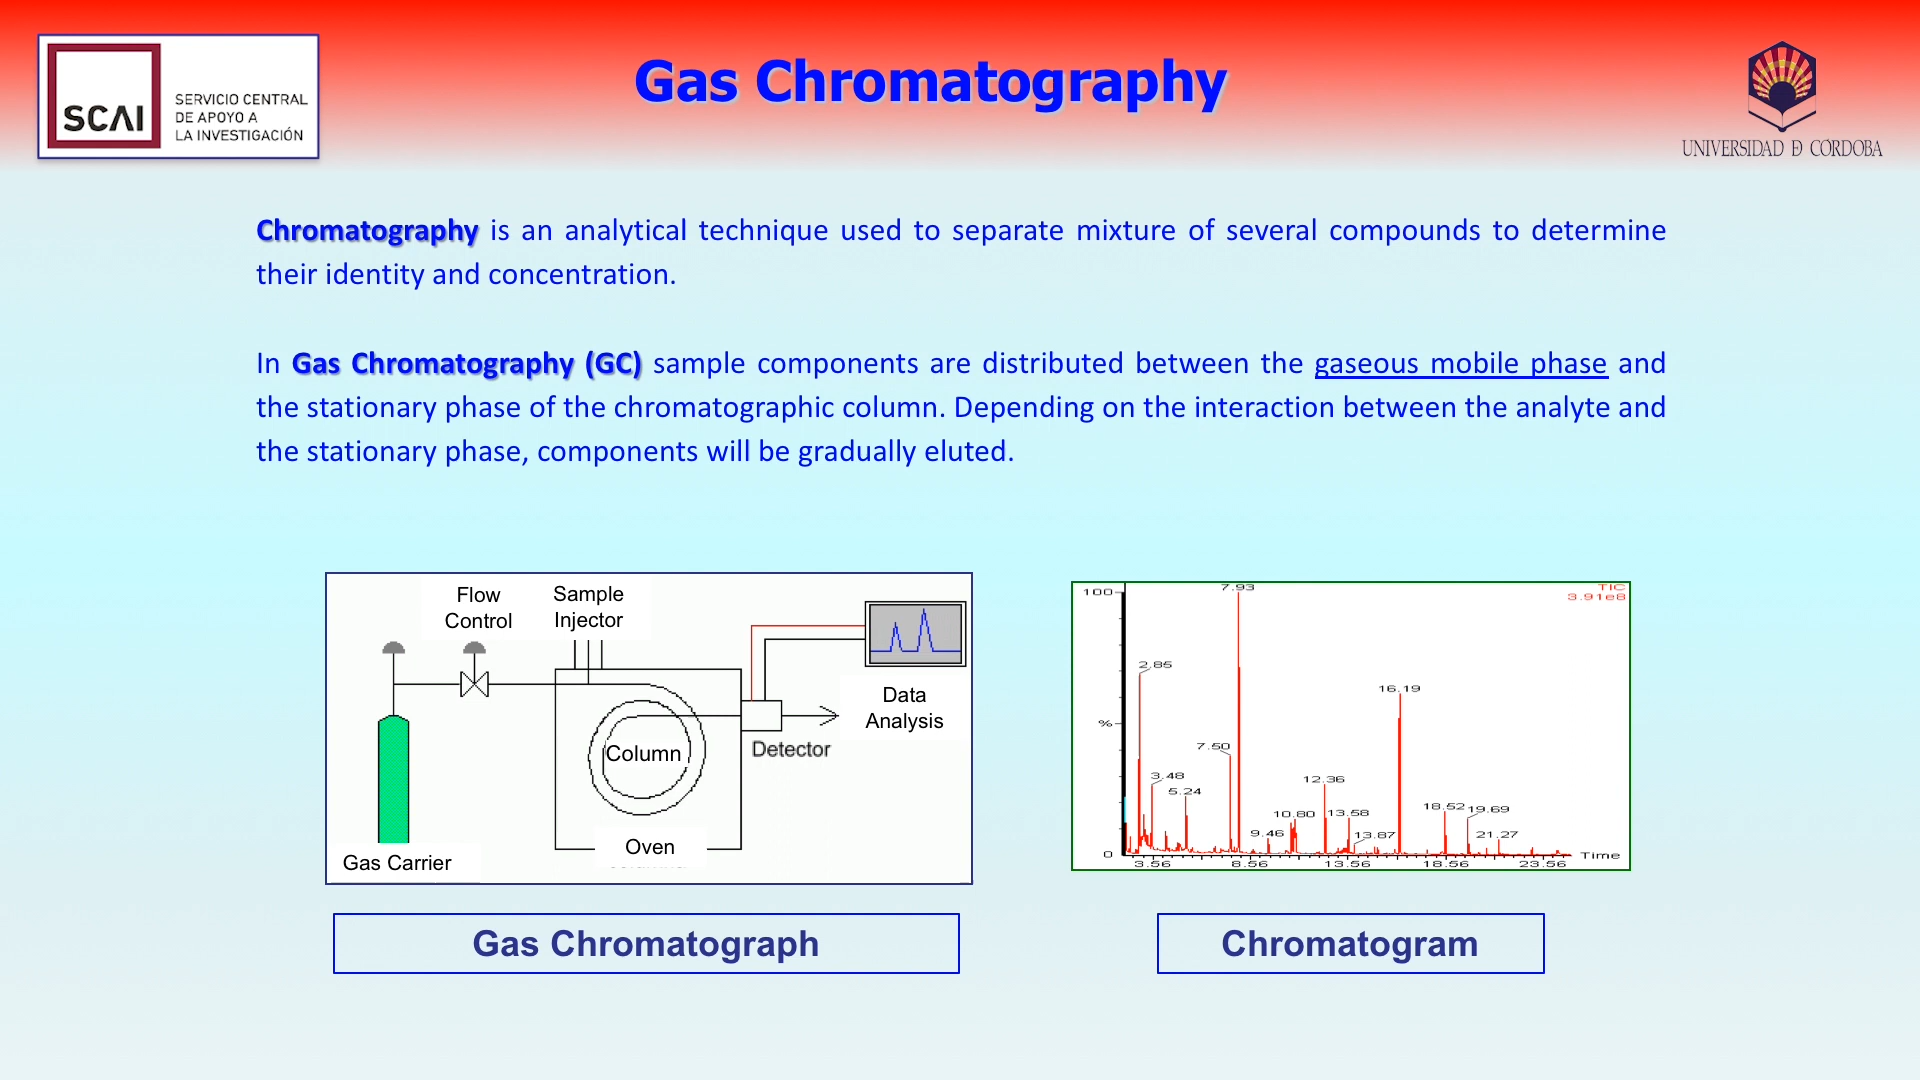 SCAI
SERVICIO CENTRAL
DE APOYO A
LA INVESTIGACIÓN
Gas Chromatography
UNIVERSIDAD Ð CORDOBA
Chromatography is an analytical technique used to separate mixture of several compounds to determine
their identity and concentration.
In Gas Chromatography (GC) sample components are distributed between the gaseous mobile phase and
the stationary phase of the chromatographic column. Depending on the interaction between the analyte and
the stationary phase, components will be gradually eluted.
Flow
Control
Sample
Injector
Data
Analysis
Column
Detector
Oven
Gas Carrier
Gas Chromatograph
TIC
3.91e8
100
%
0
7.93
2.85
16.19
7.50
3.48
5.24
12.36
10.80
13.58
9.46
13.87
18.52
19.69
21.27
Time
3.56
8.56
13.56
18.56
23.56
Chromatogram